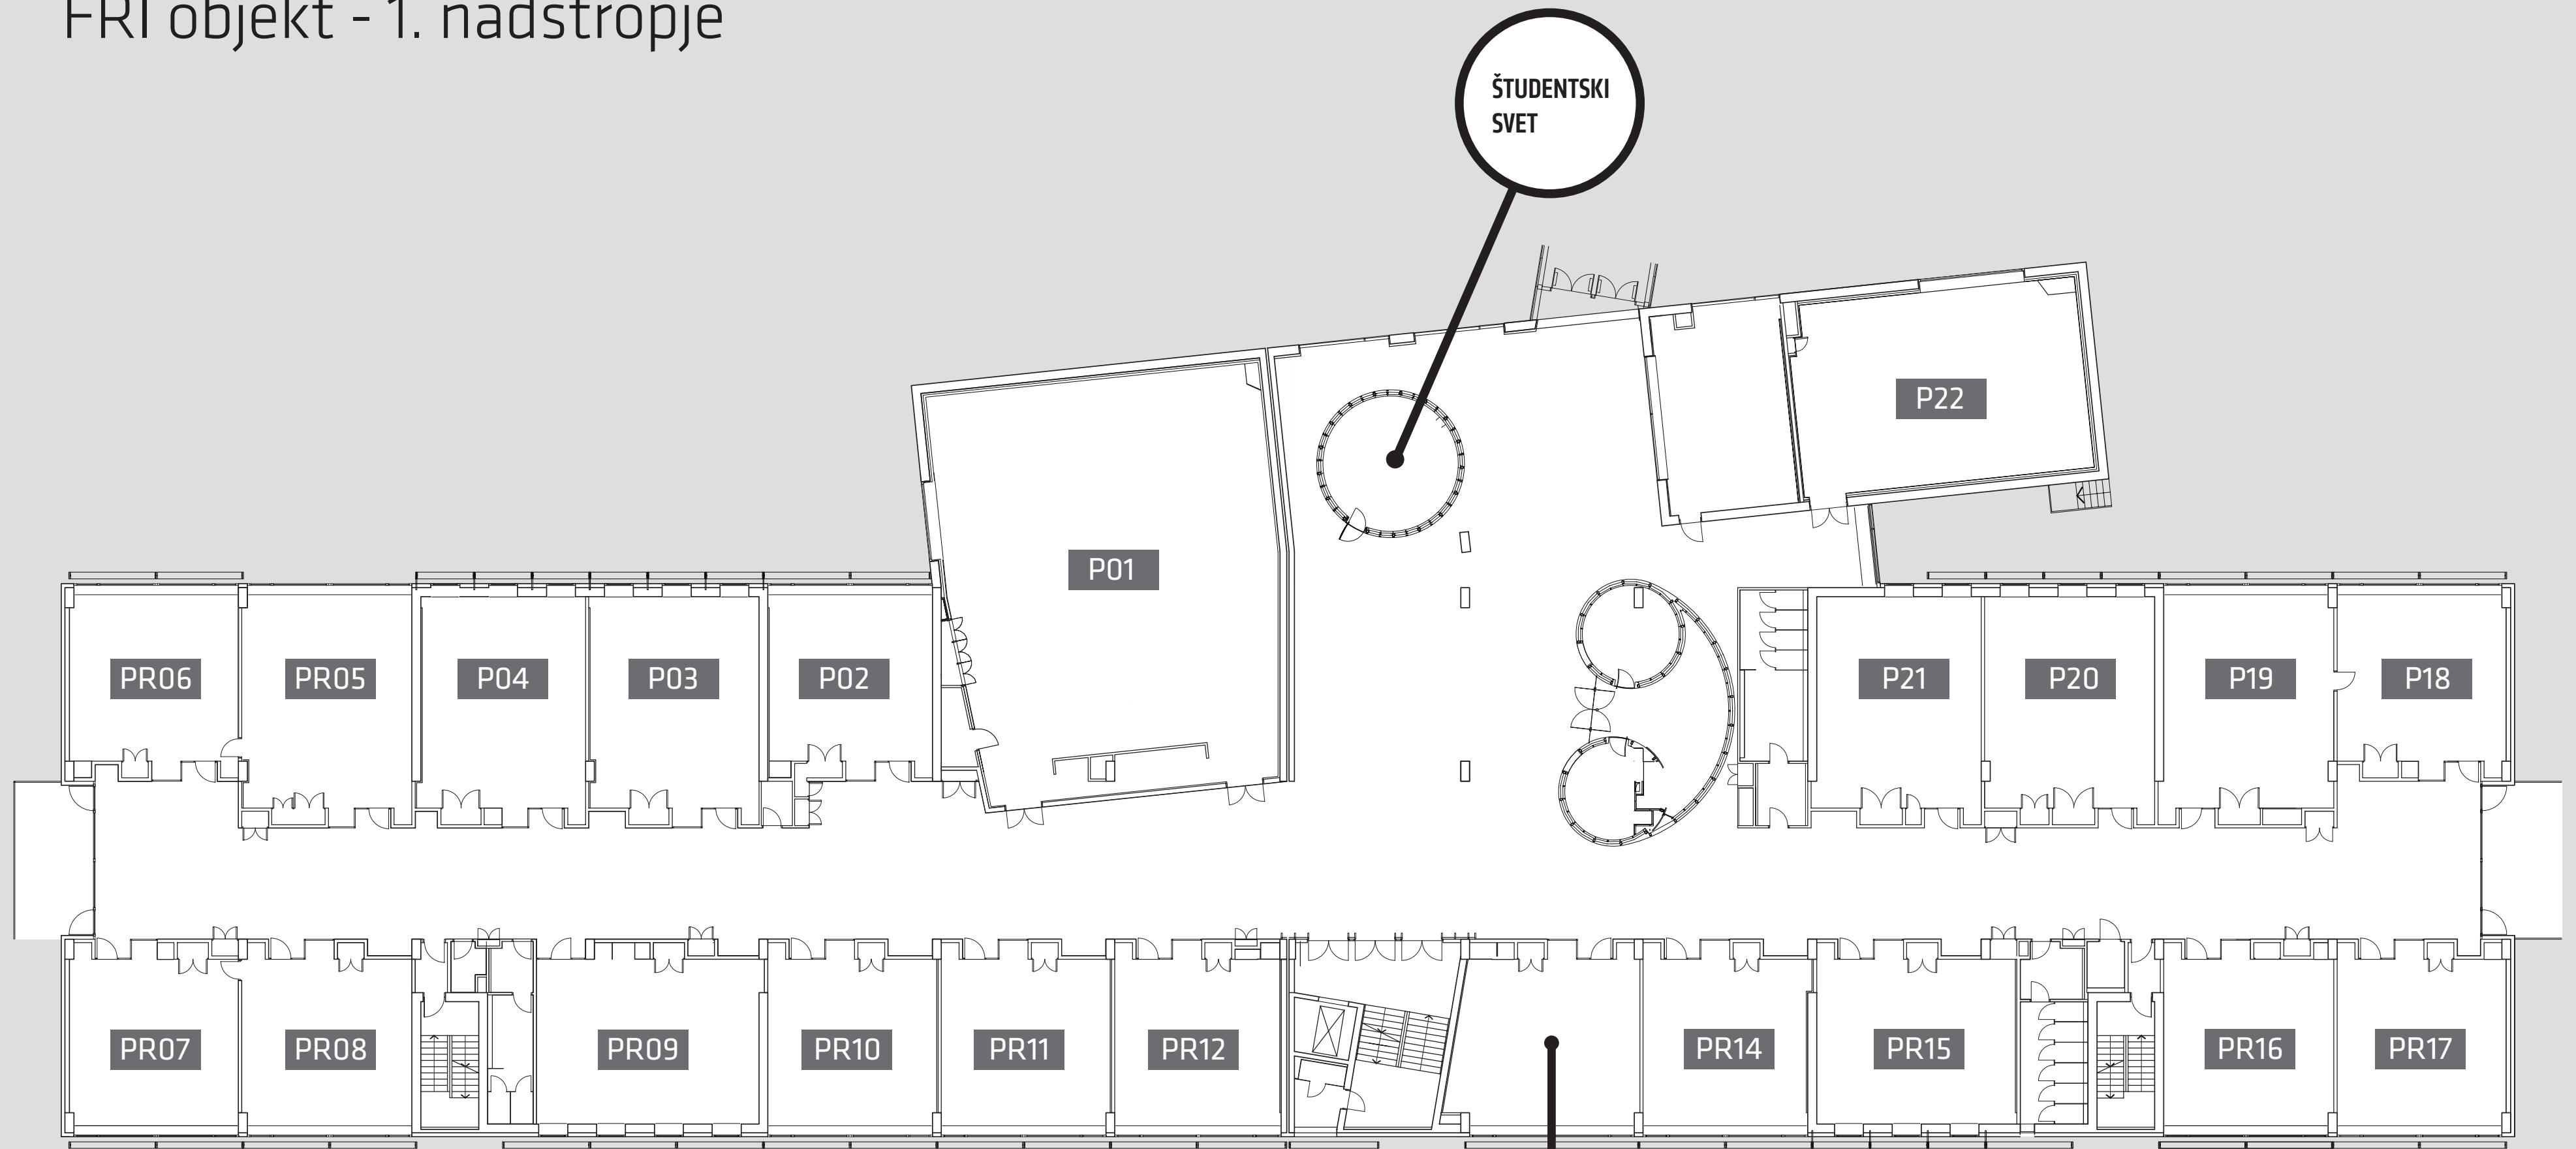 FRI objekt - 1. nadstropje
ŠTUDENTSKI
SVET
P22
P01
PR06
PR05
P04
P03
P02
P21
P20
P19
P18
PR07
PR08
PR09
PR10
PR11
PR12
PR14
PR15
PR16
PR17